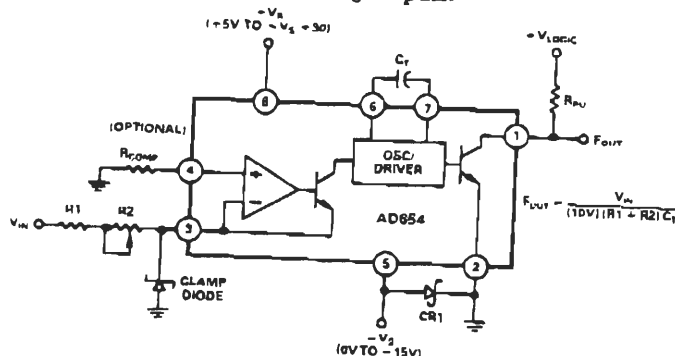 -Vs
(+5V TO -Vs +30)
+VLOGIC
CT
RPU
8
6
7
1
FOUT
(OPTIONAL)
RCOMP
4
OSC/
DRIVER
+
−
AD654
FOUT = VIN
(10V) (R1 + R2) CT
VIN
R1
R2
3
5
2
CLAMP
DIODE
CR1
-Vs
(0V TO -15V)